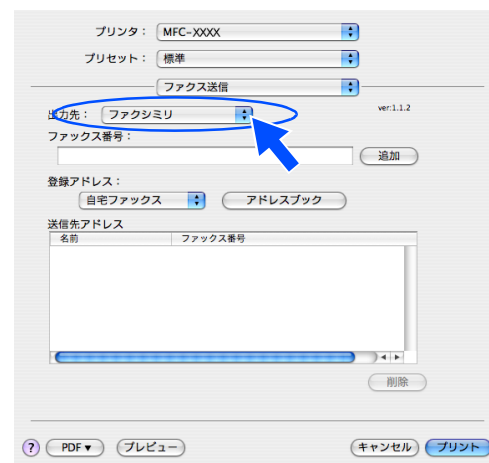 プリンタ： MFC-XXXX
プリセット： 標準
ファクス送信
出力先： ファクシミリ
ver:1.1.2
ファックス番号：
追加
登録アドレス：
自宅ファックス アドレスブック
送信先アドレス
名前 ファックス番号
削除
? PDF▼ プレビュー キャンセル プリント